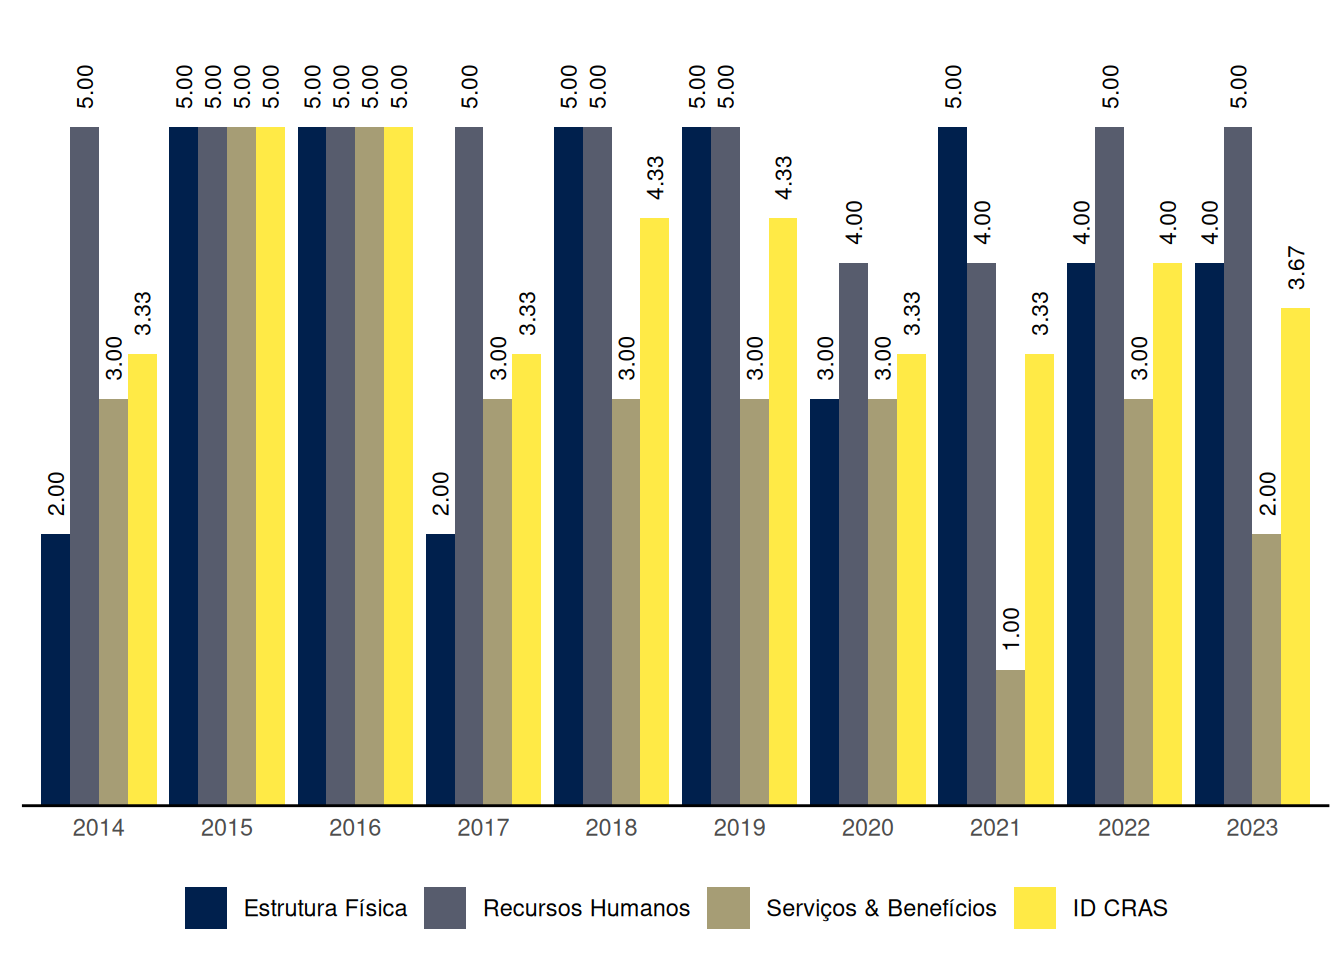 5.00 5.00 5.00 5.00 5.00 5.00 5.00 5.00 5.00 5.00 5.00 5.00 5.00 5.00 5.00 5.00 5.00
4.33 4.33
4.00 4.00 4.00 4.00 4.00
3.67
3.33 3.33 3.33 3.33
3.00 3.00 3.00 3.00 3.00 3.00 3.00
2.00 2.00 2.00
1.00
2014 2015 2016 2017 2018 2019 2020 2021 2022 2023
Estrutura Física Recursos Humanos Serviços & Benefícios ID CRAS